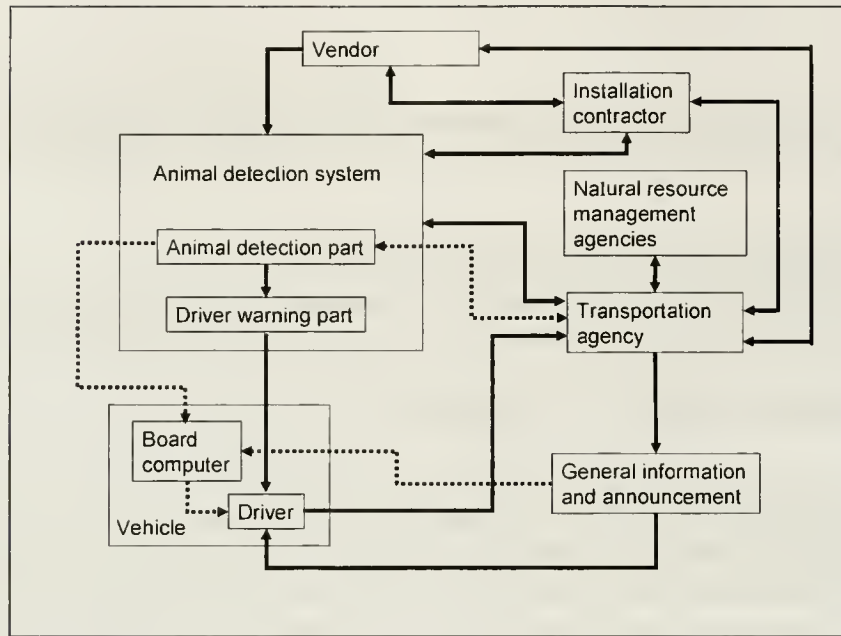 Vendor
Installation
contractor
Animal detection system
Natural resource
management
agencies
Animal detection part
Driver warning part
Transportation
agency
Board
computer
General information
and announcement
Driver
Vehicle